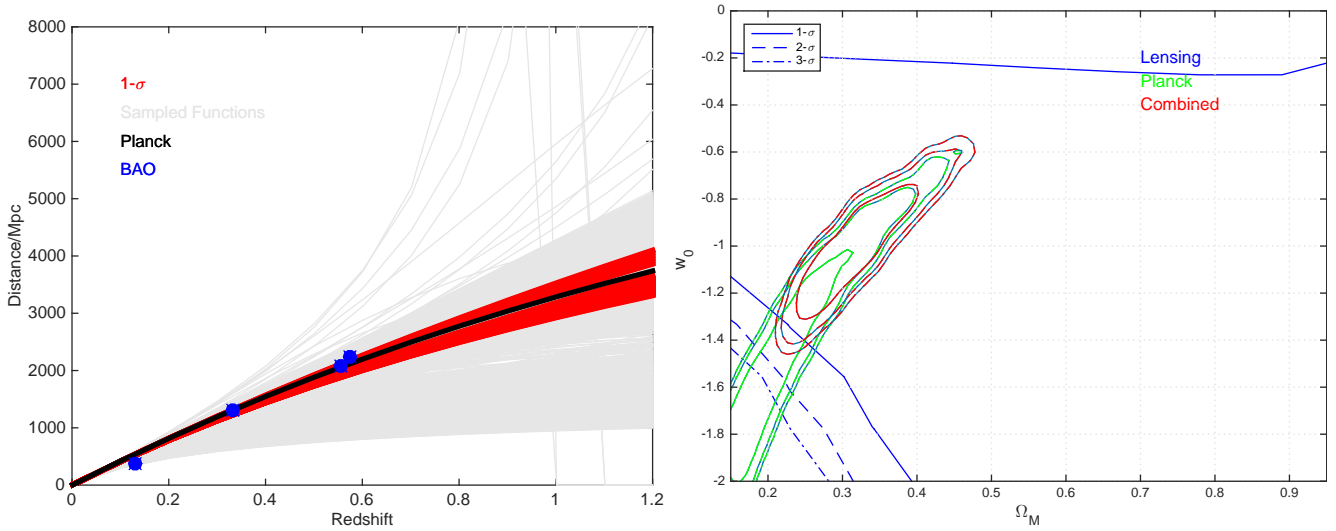 8000
7000
6000
5000
4000
3000
2000
1000
0
Distance/Mpc
1-σ
Sampled Functions
Planck
BAO
0 0.2 0.4 0.6 0.8 1 1.2
Redshift
0
-0.2
-0.4
-0.6
-0.8
-1
-1.2
-1.4
-1.6
-1.8
-2
w0
1-σ
2-σ
3-σ
Lensing
Planck
Combined
0.2 0.3 0.4 0.5 0.6 0.7 0.8 0.9
ΩM